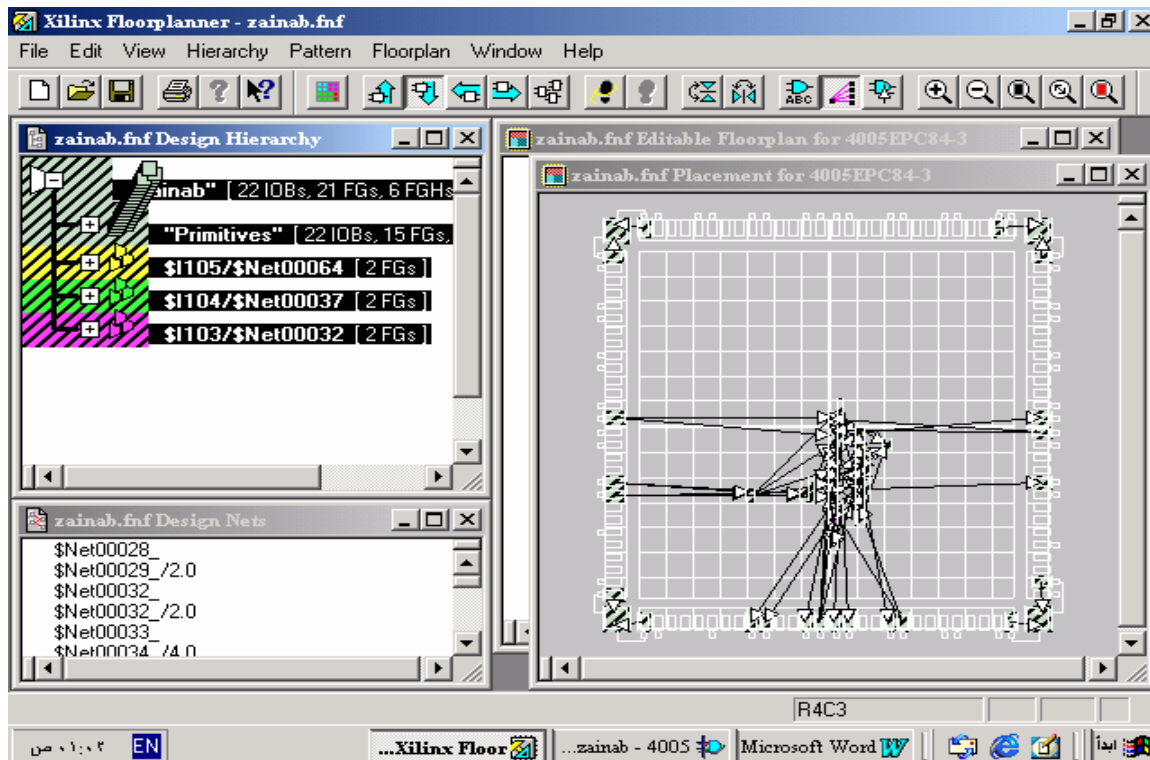 Xilinx Floorplanner - zainab.fnf
File Edit View Hierarchy Pattern Floorplan Window Help
ABC
zainab.fnf Design Hierarchy
zainab.fnf Editable Floorplan for 4005EPC84-3
zainab.fnf Placement for 4005EPC84-3
ainab" [ 22 IOBs, 21 FGs, 6 FGHs
"Primitives" [ 22 IOBs, 15 FGs,
$I105/$Net00064 [ 2 FGs ]
$I104/$Net00037 [ 2 FGs ]
$I103/$Net00032 [ 2 FGs ]
zainab.fnf Design Nets
$Net00028_
$Net00029_/2.0
$Net00032_
$Net00032_/2.0
$Net00033_
$Net00034_/4.0
R4C3
٠١:٠٢ ص
EN
...Xilinx Floor
...zainab - 4005
Microsoft Word
ابدأ